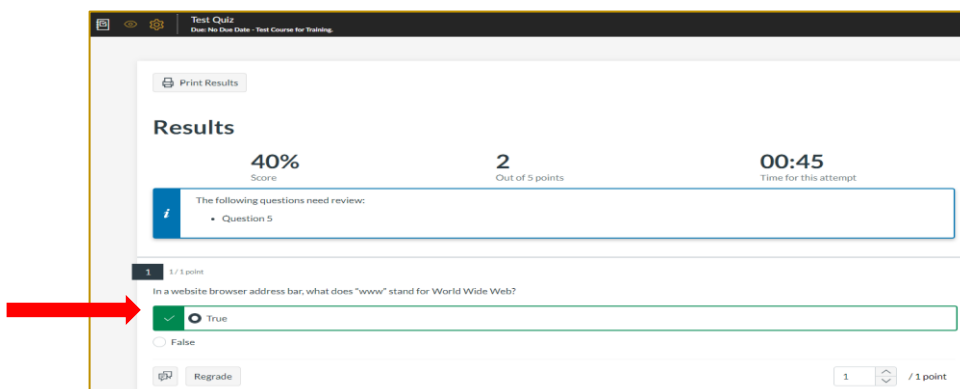 Test Quiz
Due: No Due Date - Test Course for Training.
Print Results
Results
40% 2 00:45
Score Out of 5 points Time for this attempt
i The following questions need review:
• Question 5
1 1 / 1 point
In a website browser address bar, what does "www" stand for World Wide Web?
True
False
Regrade 1 / 1 point